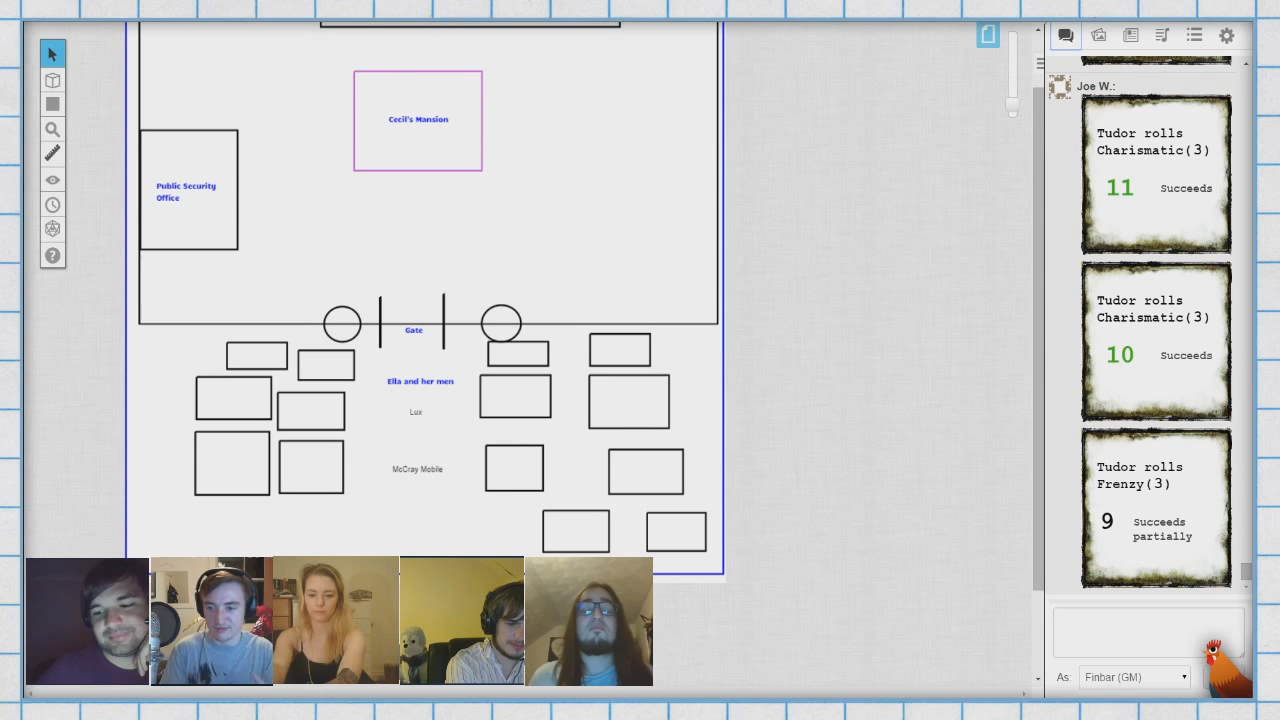 Cecil's Mansion
Public Security
Office
Gate
Ella and her men
Lux
McCray Mobile
Joe W.:
Tudor rolls
Charismatic(3)
11 Succeeds
Tudor rolls
Charismatic(3)
10 Succeeds
Tudor rolls
Frenzy(3)
9 Succeeds
partially
As: Finbar (GM)